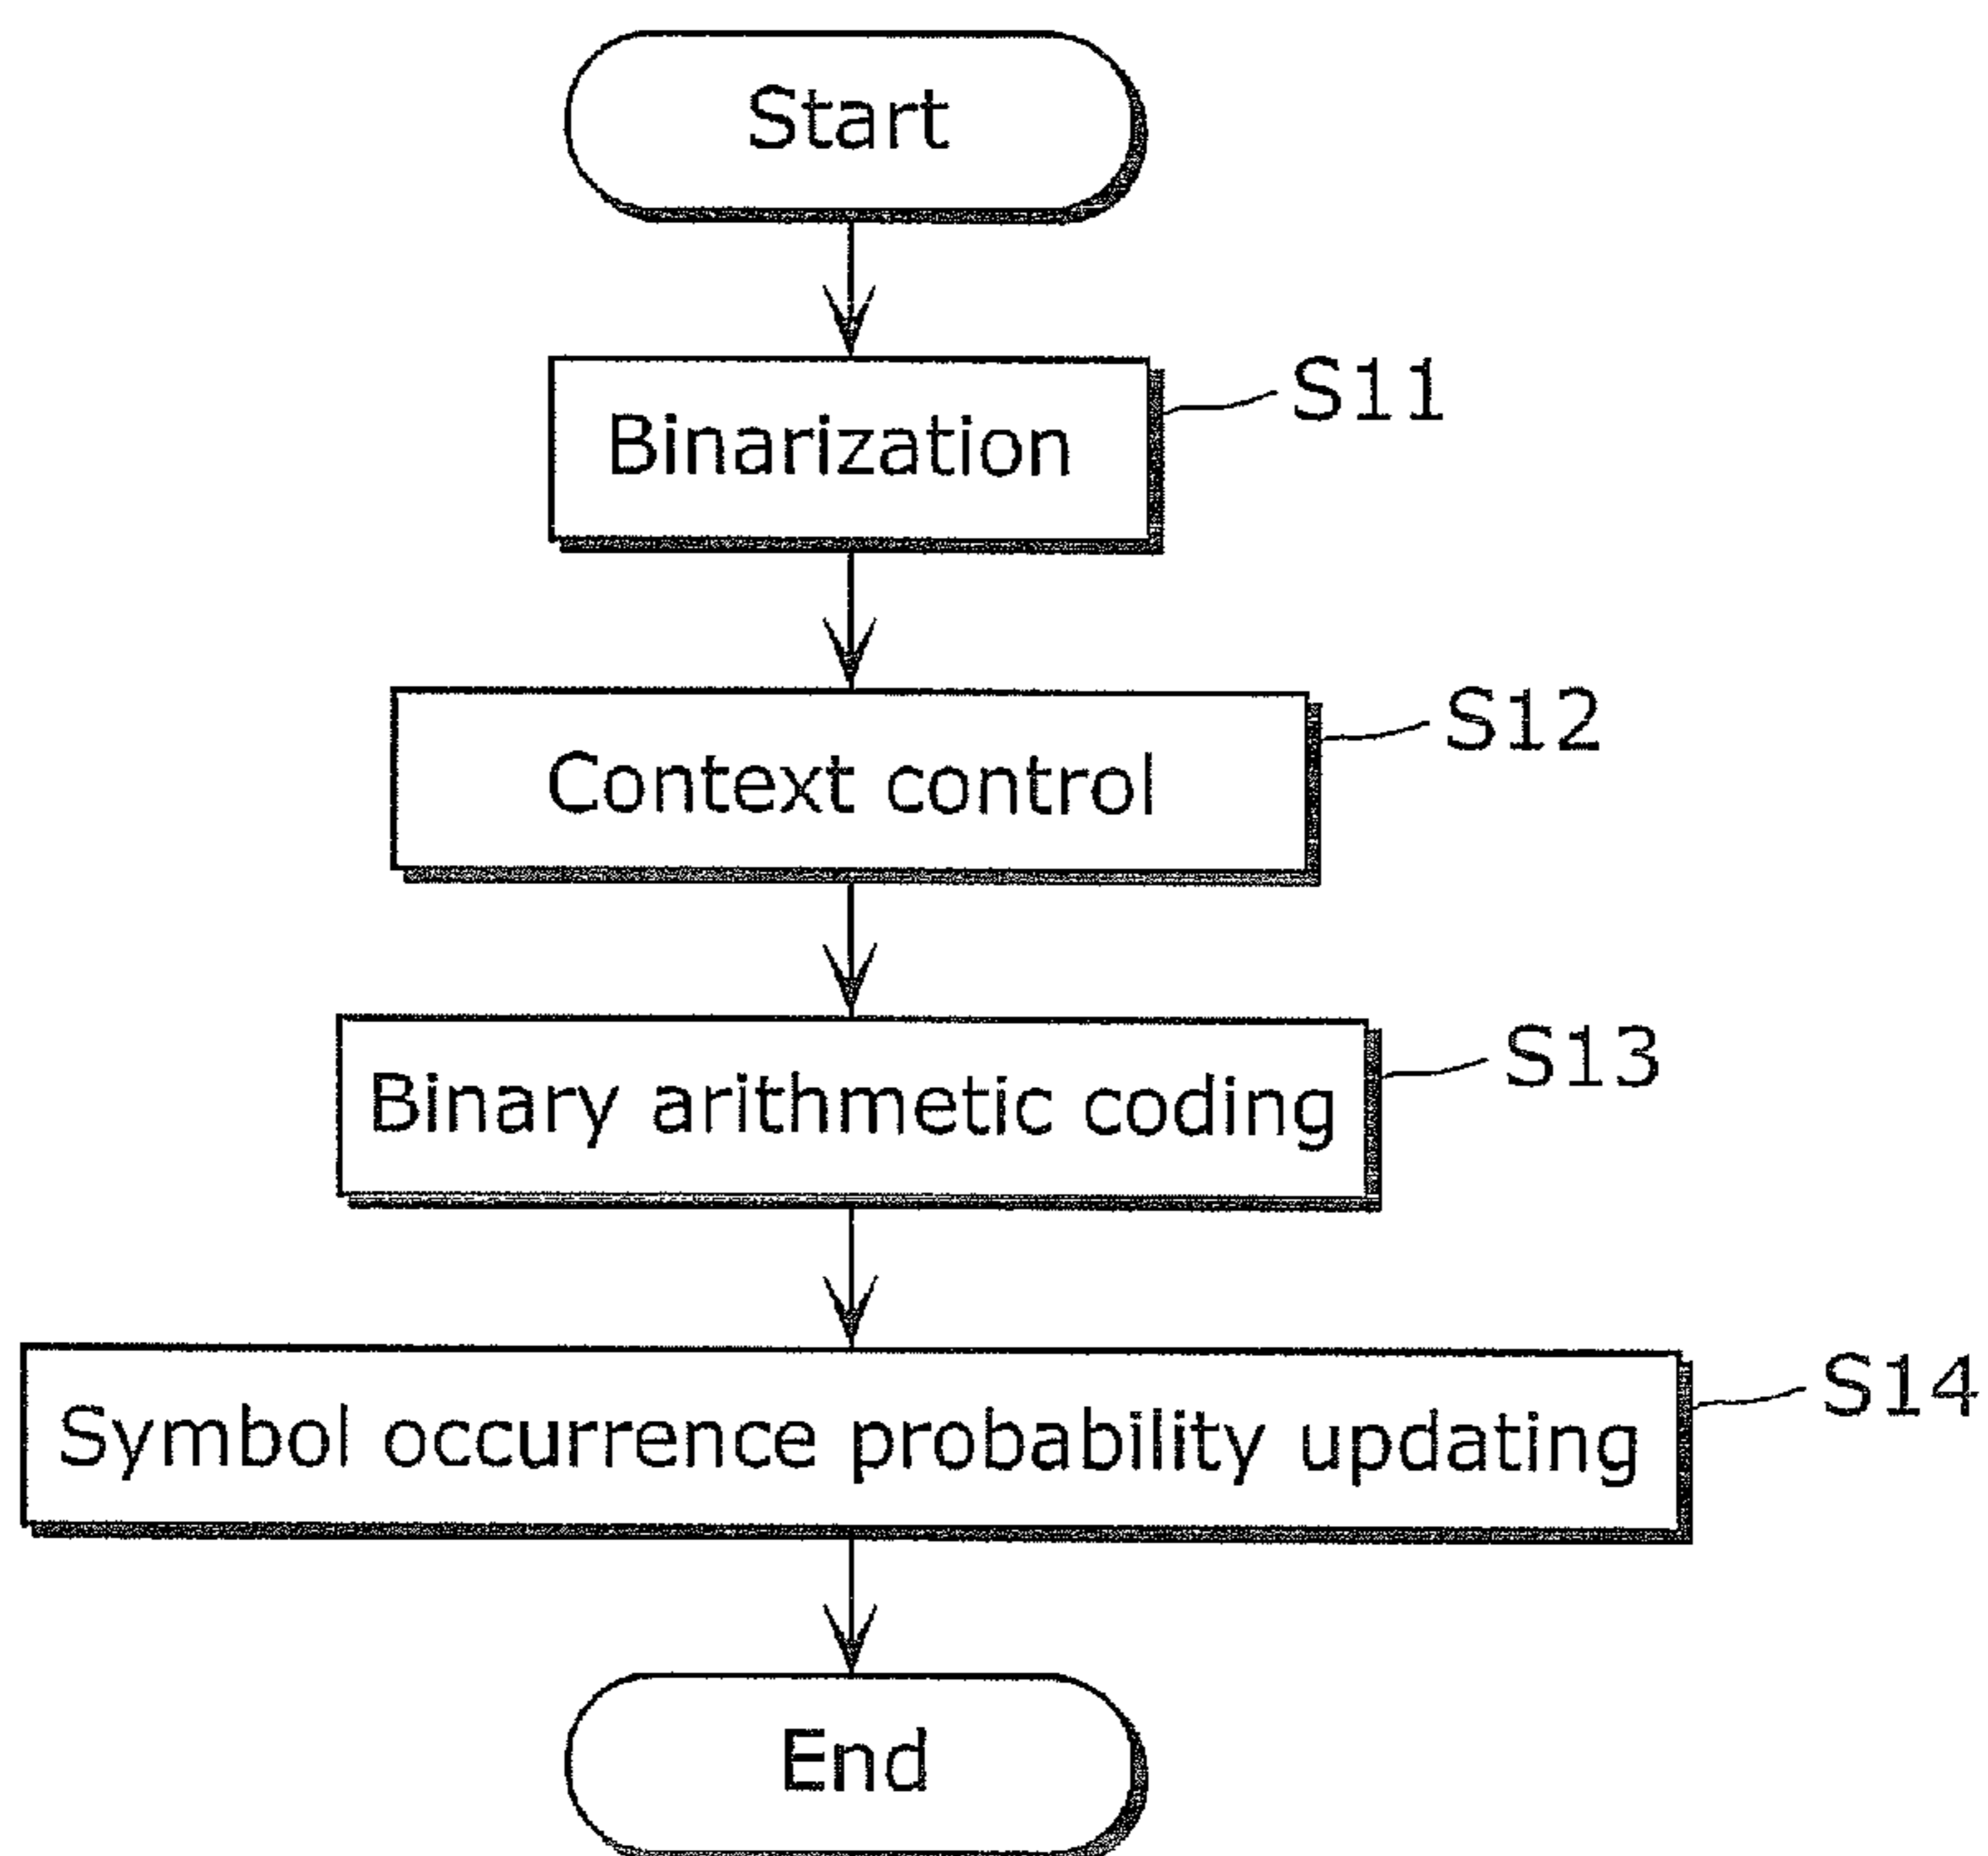 Start
Binarization
S11
Context control
S12
Binary arithmetic coding
S13
Symbol occurrence probability updating
S14
End